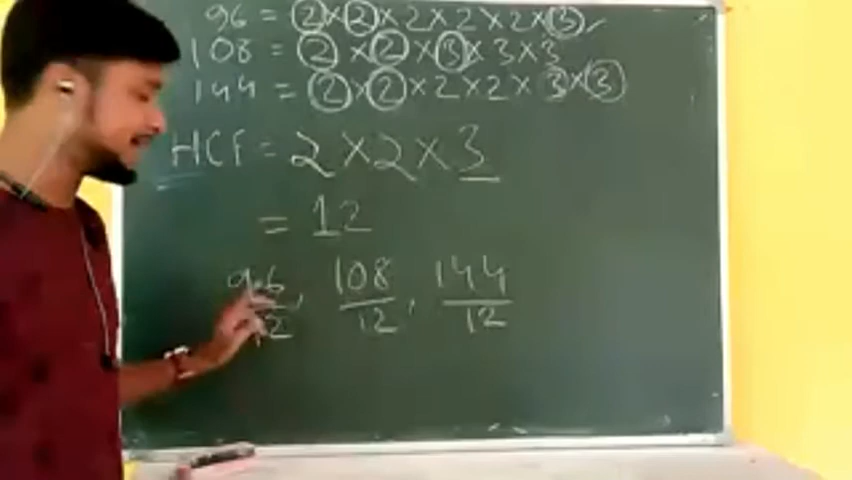 96 = 2×2×2×2×2×3
108 = 2×2×3×3×3
144 = 2×2×2×2×3×3
HCF = 2×2×3
= 12
96/12, 108/12, 144/12